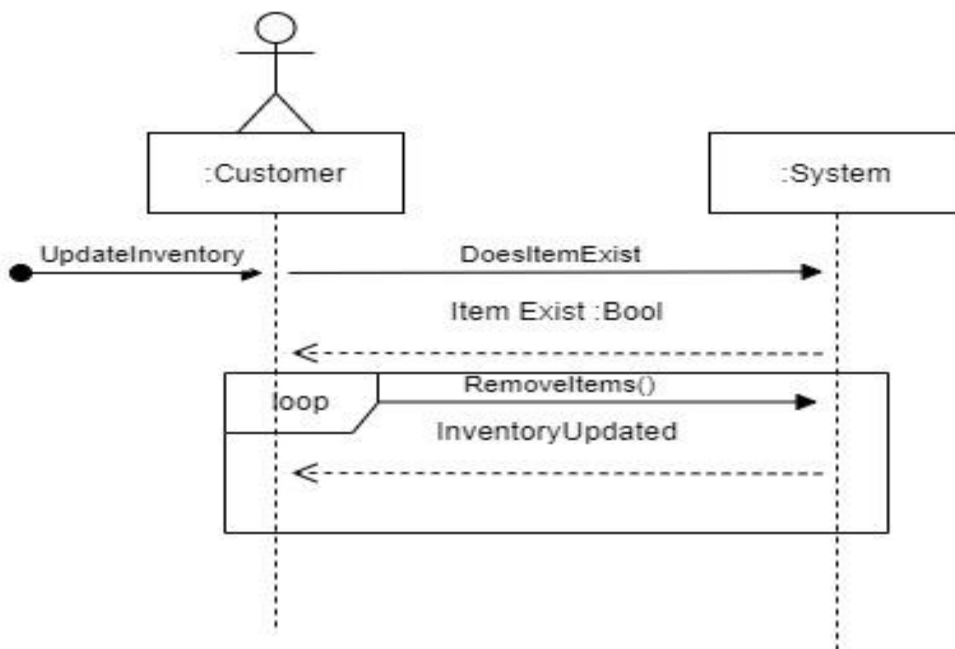 :Customer
:System
UpdateInventory
DoesItemExist
Item Exist :Bool
loop
RemoveItems()
InventoryUpdated